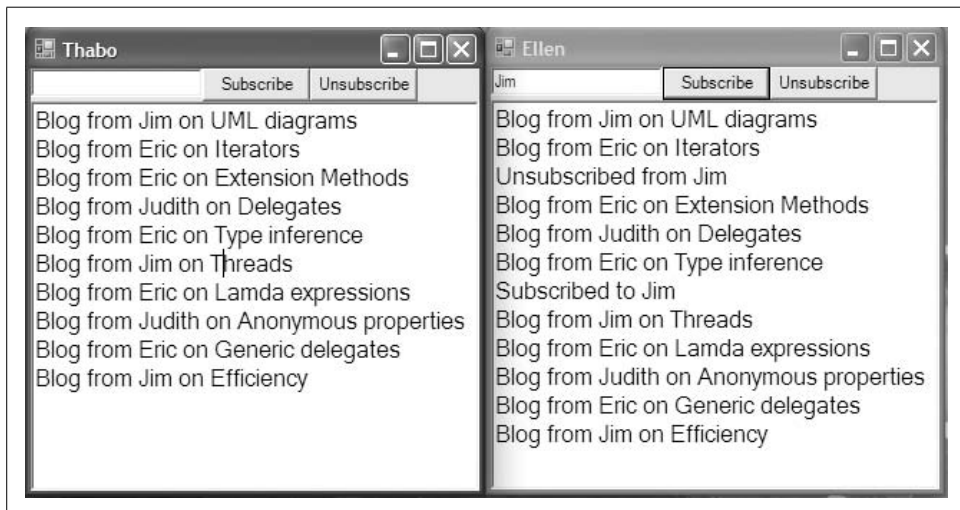 Thabo
Subscribe Unsubscribe
Blog from Jim on UML diagrams
Blog from Eric on Iterators
Blog from Eric on Extension Methods
Blog from Judith on Delegates
Blog from Eric on Type inference
Blog from Jim on Threads
Blog from Eric on Lamda expressions
Blog from Judith on Anonymous properties
Blog from Eric on Generic delegates
Blog from Jim on Efficiency
Ellen
Jim Subscribe Unsubscribe
Blog from Jim on UML diagrams
Blog from Eric on Iterators
Unsubscribed from Jim
Blog from Eric on Extension Methods
Blog from Judith on Delegates
Blog from Eric on Type inference
Subscribed to Jim
Blog from Jim on Threads
Blog from Eric on Lamda expressions
Blog from Judith on Anonymous properties
Blog from Eric on Generic delegates
Blog from Jim on Efficiency